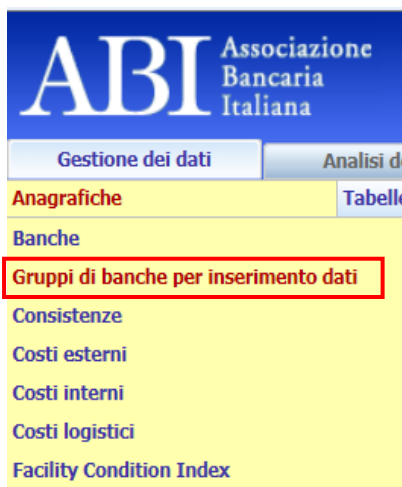 ABI Associazione
Bancaria
Italiana
Gestione dei dati Analisi d
Anagrafiche Tabelle
Banche
Gruppi di banche per inserimento dati
Consistenze
Costi esterni
Costi interni
Costi logistici
Facility Condition Index